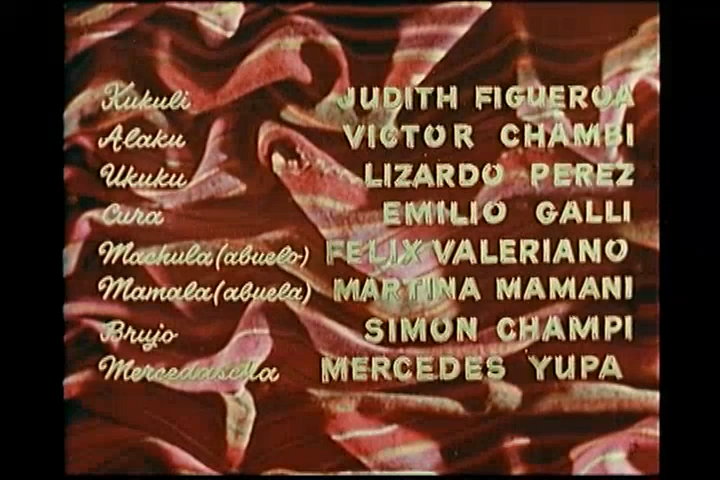 Kukuli JUDITH FIGUEROA
Alaku VICTOR CHAMBI
Ukuku LIZARDO PEREZ
Cura EMILIO GALLI
Machula (abuelo) FELIX VALERIANO
Mamala (abuela) MARTINA MAMANI
Brujo SIMON CHAMPI
MERCEDES YUPA